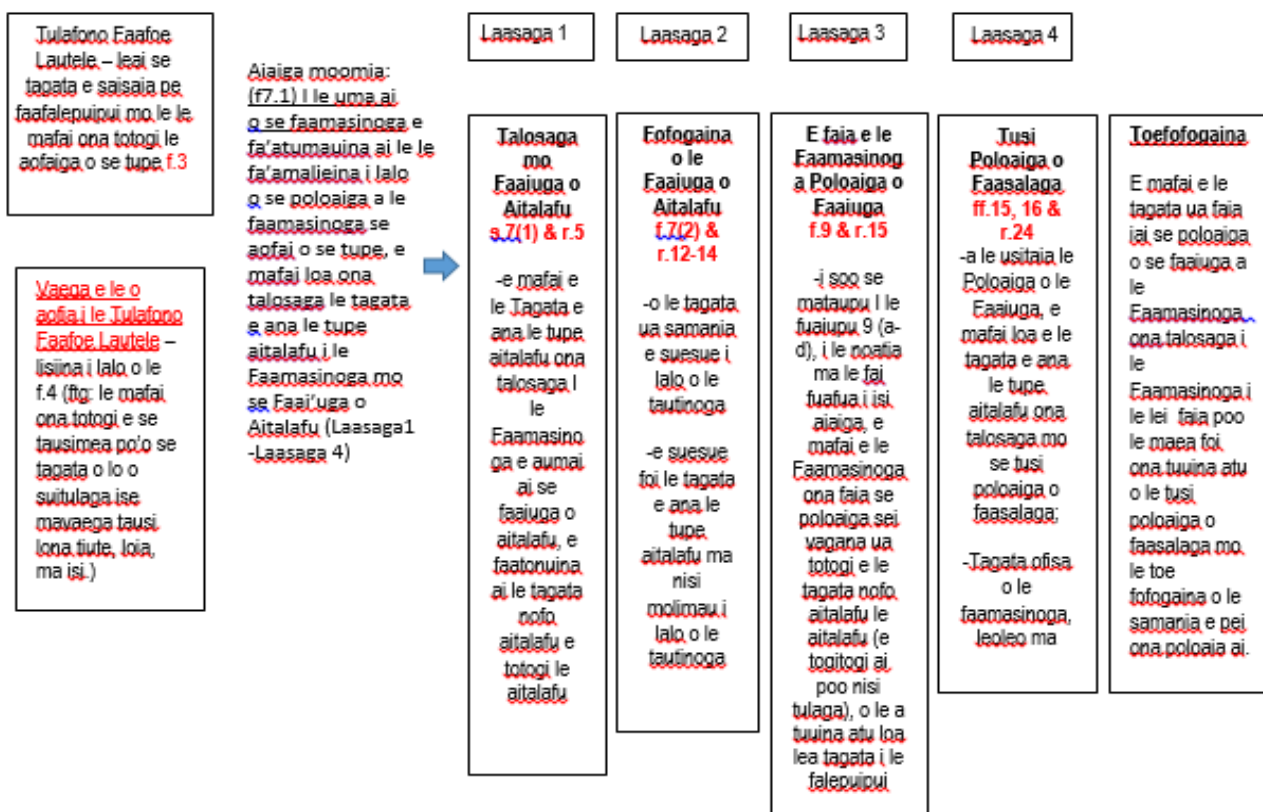 Tulafono Faafoe
Lautele – leai se
tagata e saisaia pe
faafalepuipui mo le le
mafai ona totogi le
aofaiga o se tupe f.3
Vaega e le o
aofia i le Tulafono
Faafoe Lautele –
lisiina i lalo o le
f.4 (ftg: le mafai
ona totogi e se
tausimea po'o se
tagata o lo o
suitulaga ise
mavaega tausi
lona tiute, loia,
ma isi.)
Aiaiga moomia:
(f7.1) I le uma ai
o se faamasinoga e
fa'atumauina ai le le
fa'amalieina i lalo
o se poloaiga a le
faamasinoga se
aofai o se tupe, e
mafai loa ona
talosaga le tagata
e ana le tupe
aitalafu i le
Faamasinoga mo
se Faai'uga o
Aitalafu (Laasaga1
-Laasaga 4)
Laasaga 1
Talosaga
mo
Faaiuga o
Aitalafu
s.7(1) & r.5
-e mafai e
le Tagata e
ana le tupe
aitalafu ona
talosaga I
le
Faamasino
ga e aumai
ai se
faaiuga o
aitalafu, e
faatonuina
ai le tagata
nofo
aitalafu e
totogi le
aitalafu
Laasaga 2
Fofogaina
o le
Faaiuga o
Aitalafu
f.7(2) &
r.12-14
-o le tagata
ua samania
e suesue i
lalo o le
tautinoga
-e suesue
foi le tagata
e ana le
tupe
aitalafu ma
nisi
molimau i
lalo o le
tautinoga
Laasaga 3
E faia e le
Faamasinog
a Poloaiga o
Faaiuga
f.9 & r.15
-i soo se
mataupu I le
fuaiupu 9 (a-
d), i le noatia
ma le fai
fuafua i isi
aiaiga, e
mafai e le
Faamasinoga
ona faia se
poloaiga sei
vagana ua
totogi e le
tagata nofo
aitalafu le
aitalafu (e
togitogi ai
poo nisi
tulaga), o le a
tuuina atu loa
lea tagata i le
falepuipui
Laasaga 4
Tusi
Poloaiga o
Faasalaga
ff.15, 16 &
r.24
-a le usitaia le
Poloaiga o le
Faaiuga, e
mafai loa e le
tagata e ana
le tupe
aitalafu ona
talosaga mo
se tusi
poloaiga o
faasalaga;
-Tagata ofisa
o le
faamasinoga,
leoleo ma
Toefofogaina
E mafai e le
tagata ua faia
iai se poloaiga
o se faaiuga a
le
Faamasinoga
ona talosaga i
le
Faamasinoga i
le lei faia poo
le maea foi
ona tuuina atu
o le tusi
poloaiga o
faasalaga mo
le toe
fofogaina o le
samania e pei
ona poloaia ai.